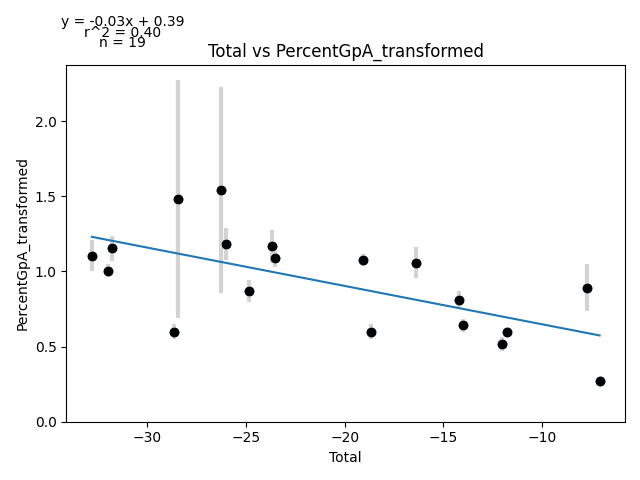 y = -0.03x + 0.39
r^2 = 0.40
n = 19
Total vs PercentGpA_transformed
PercentGpA_transformed
2.0
1.5
1.0
0.5
0.0
−30
−25
−20
−15
−10
Total